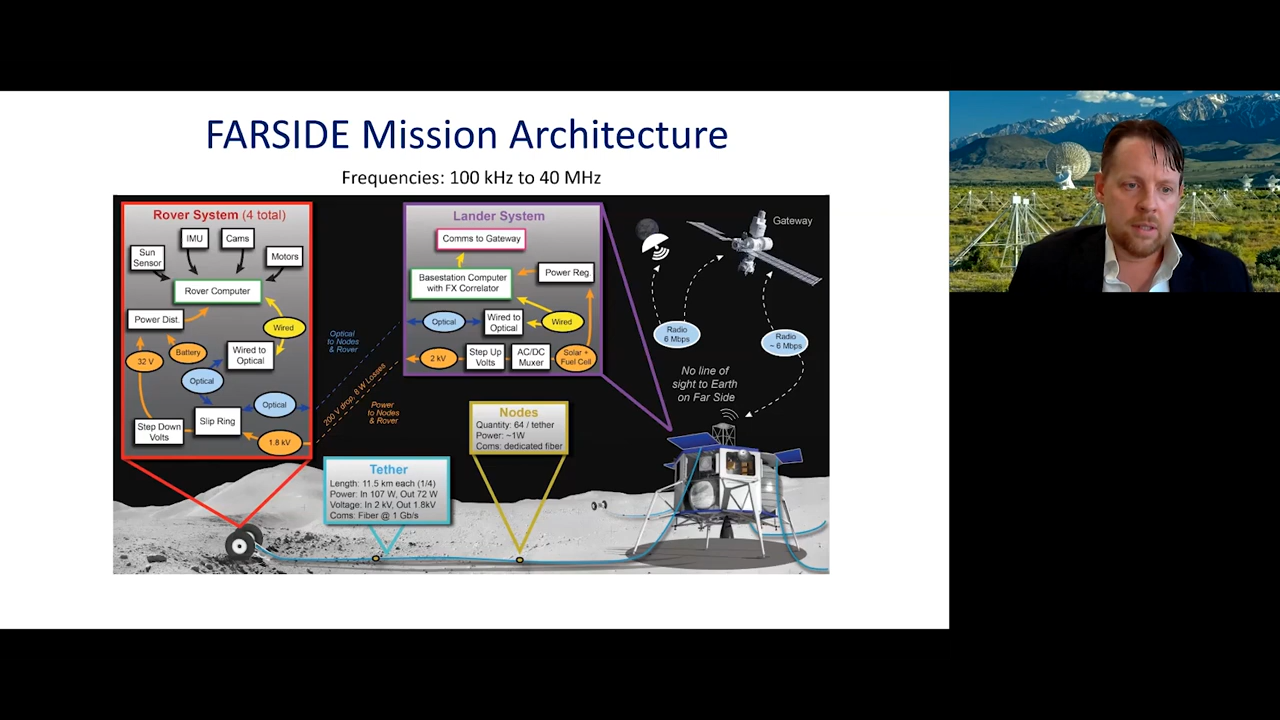 FARSIDE Mission Architecture
Frequencies: 100 kHz to 40 MHz
Rover System (4 total)
IMU
Cams
Sun
Sensor
Motors
Rover Computer
Power Dist.
Wired
32 V
Battery
Wired to
Optical
Optical
Optical
Step Down
Volts
Slip Ring
1.8 kV
Optical
to Nodes
& Rover
200 V drop, 8 W Losses
Power
to Nodes
& Rover
Lander System
Comms to Gateway
Basestation Computer
with FX Correlator
Power Reg.
Optical
Wired to
Optical
Wired
2 kV
Step Up
Volts
AC/DC
Muxer
Solar +
Fuel Cell
Gateway
Radio
6 Mbps
Radio
~ 6 Mbps
No line of
sight to Earth
on Far Side
Nodes
Quantity: 64 / tether
Power: ~1W
Coms: dedicated fiber
Tether
Length: 11.5 km each (1/4)
Power: In 107 W, Out 72 W
Voltage: In 2 kV, Out 1.8kV
Coms: Fiber @ 1 Gb/s